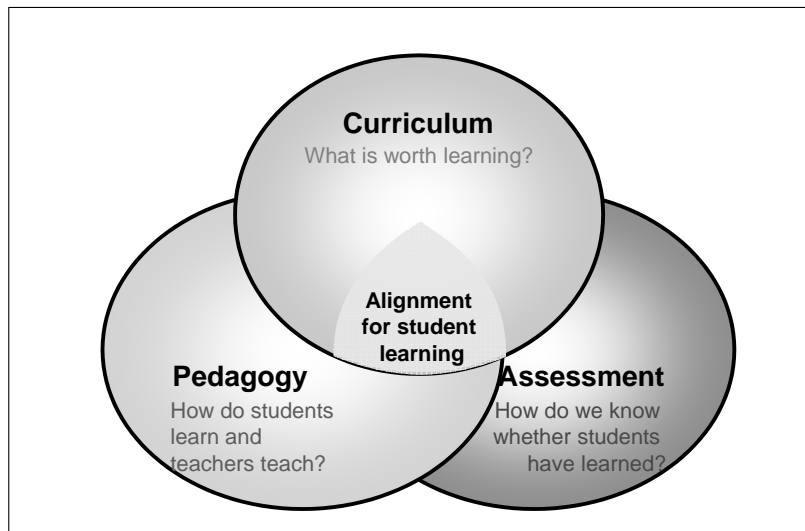 Curriculum
What is worth learning?
Alignment
for student
learning
Pedagogy
How do students
learn and
teachers teach?
Assessment
How do we know
whether students
have learned?